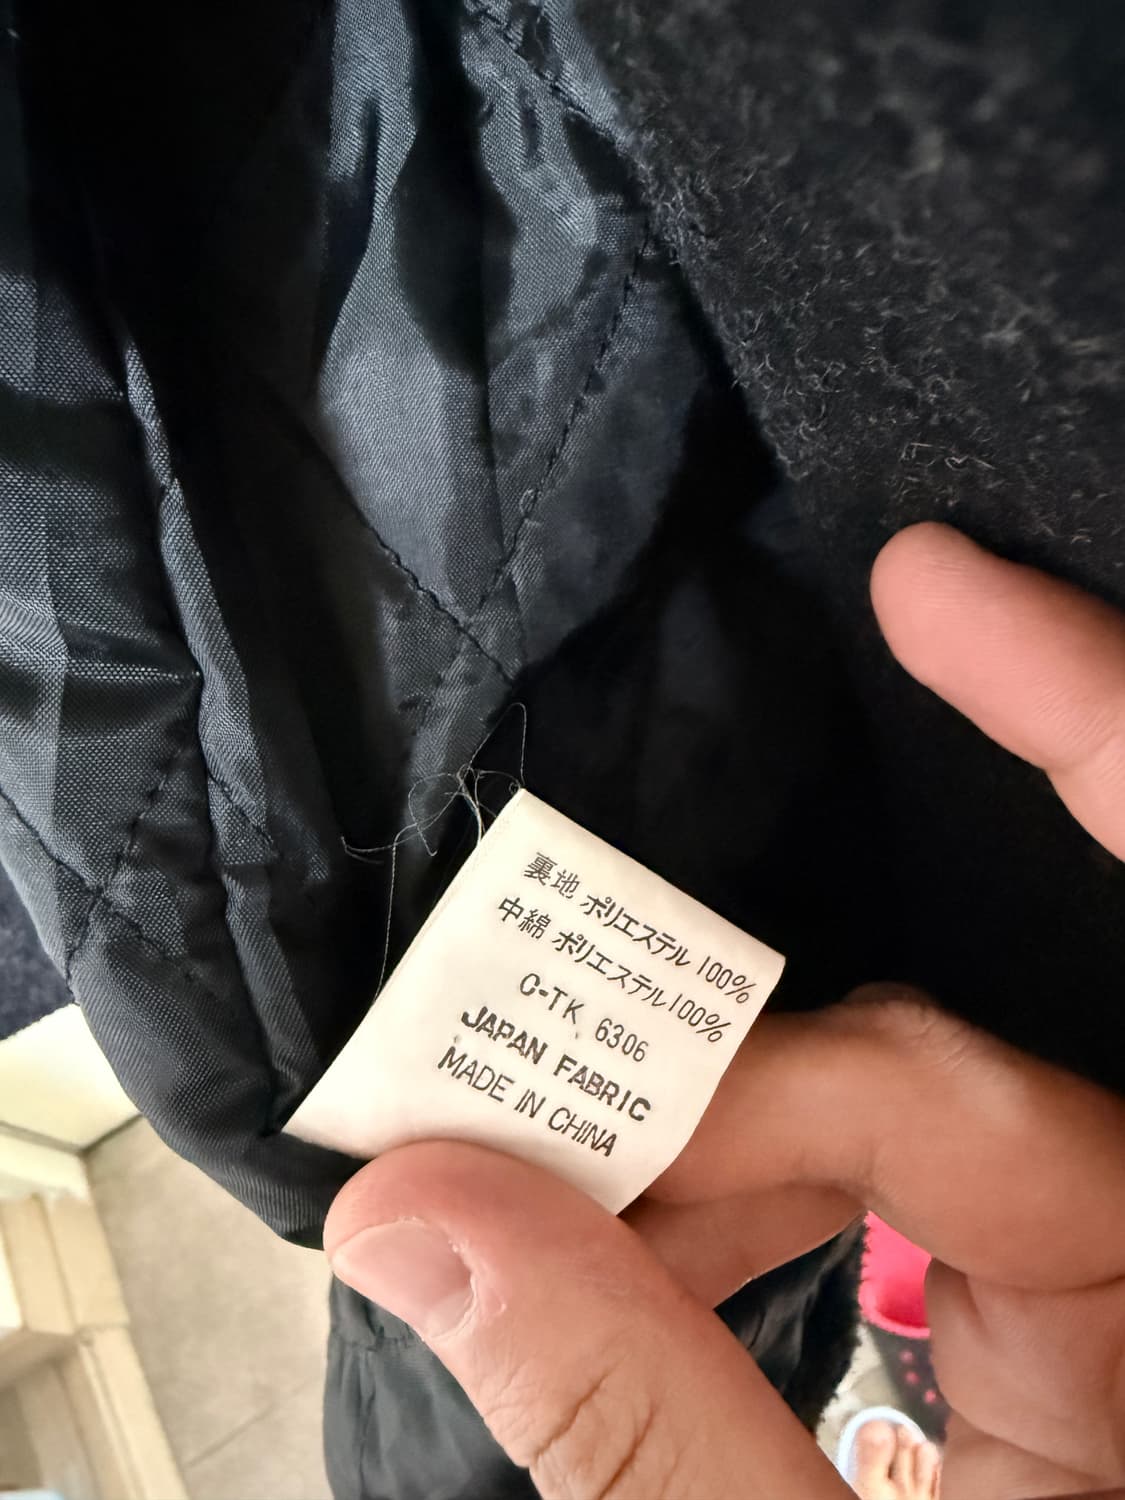 裏地 ポリエステル 100%
中綿 ポリエステル 100%
C-TK 6306
JAPAN FABRIC
MADE IN CHINA